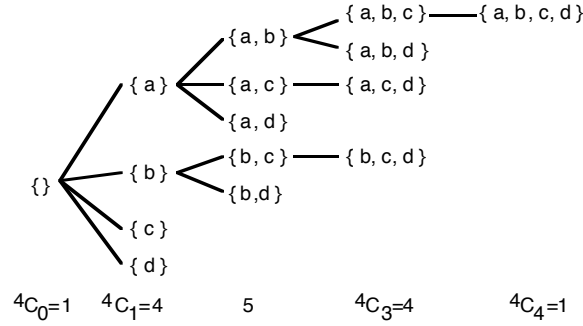 { a, b, c } { a, b, c, d }
{ a, b }
{ a, b, d }
{ a } { a, c } { a, c, d }
{ a, d }
{ b, c } { b, c, d }
{ } { b }
{ b,d }
{ c }
{ d }
⁴C₀=1 ⁴C₁=4 5 ⁴C₃=4 ⁴C₄=1